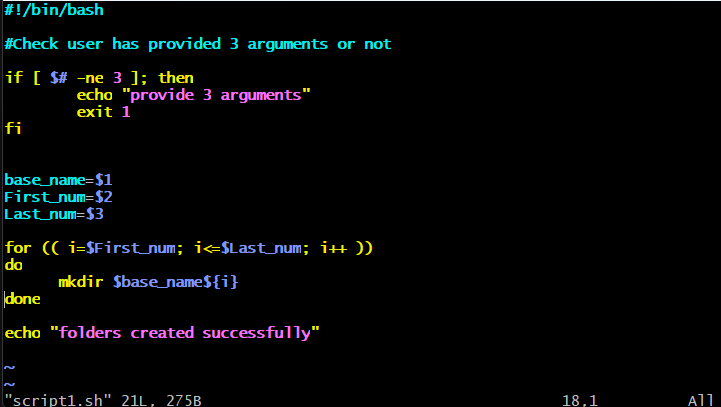 #!/bin/bash
#Check user has provided 3 arguments or not
if [ $# -ne 3 ]; then
echo "provide 3 arguments"
exit 1
fi
base_name=$1
First_num=$2
Last_num=$3
for (( i=$First_num; i<=$Last_num; i++ ))
do
mkdir $base_name${i}
done
echo "folders created successfully"
~
~
"script1.sh" 21L, 275B 18,1 All